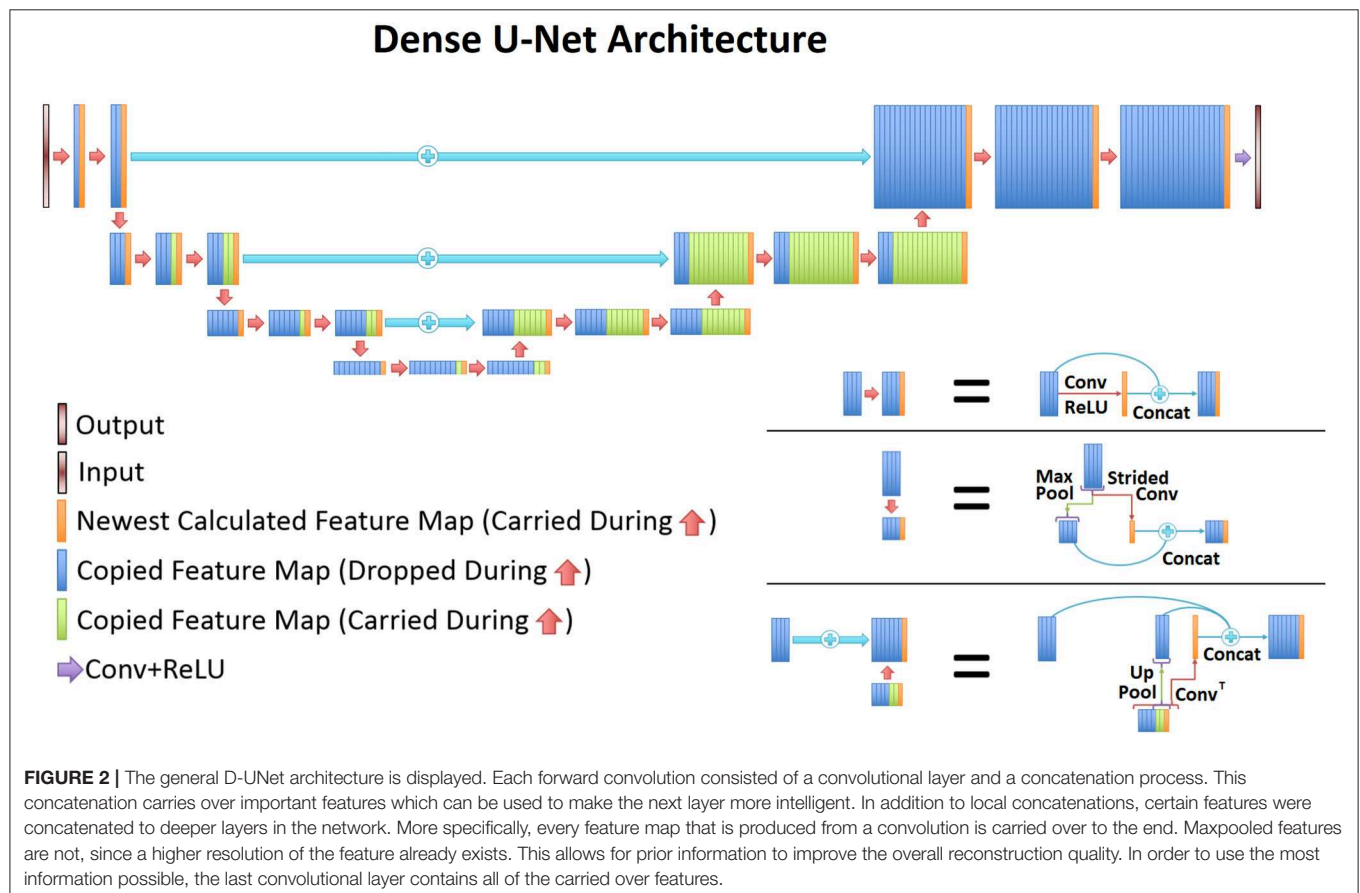 Dense U-Net Architecture
Output
Input
Newest Calculated Feature Map (Carried During )
Copied Feature Map (Dropped During )
Copied Feature Map (Carried During )
Conv+ReLU
=
Conv
ReLU
Concat
=
Max
Pool
Strided
Conv
Concat
=
Up
Pool
Conv^T
Concat
FIGURE 2 | The general D-UNet architecture is displayed. Each forward convolution consisted of a convolutional layer and a concatenation process. This
concatenation carries over important features which can be used to make the next layer more intelligent. In addition to local concatenations, certain features were
concatenated to deeper layers in the network. More specifically, every feature map that is produced from a convolution is carried over to the end. Maxpooled features
are not, since a higher resolution of the feature already exists. This allows for prior information to improve the overall reconstruction quality. In order to use the most
information possible, the last convolutional layer contains all of the carried over features.